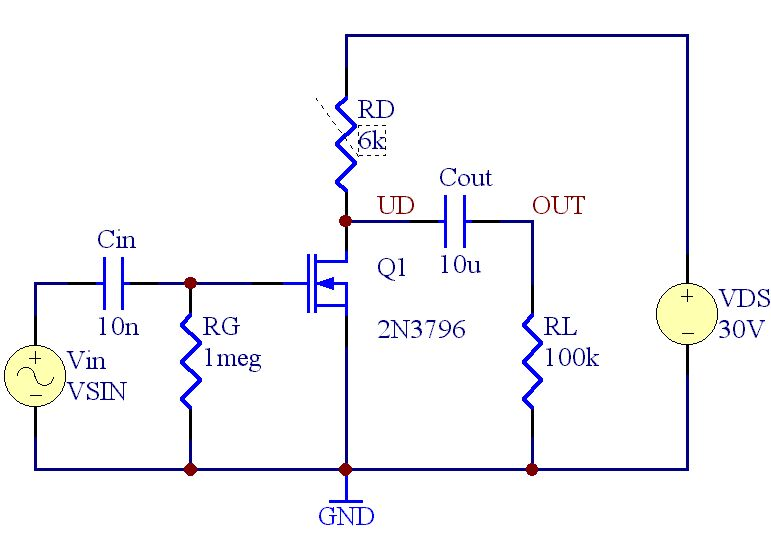 RD
6k
Cout
UD
OUT
Cin
Q1
10u
10n
RG
1meg
2N3796
RL
100k
VDS
30V
+
−
Vin
VSIN
+
−
GND